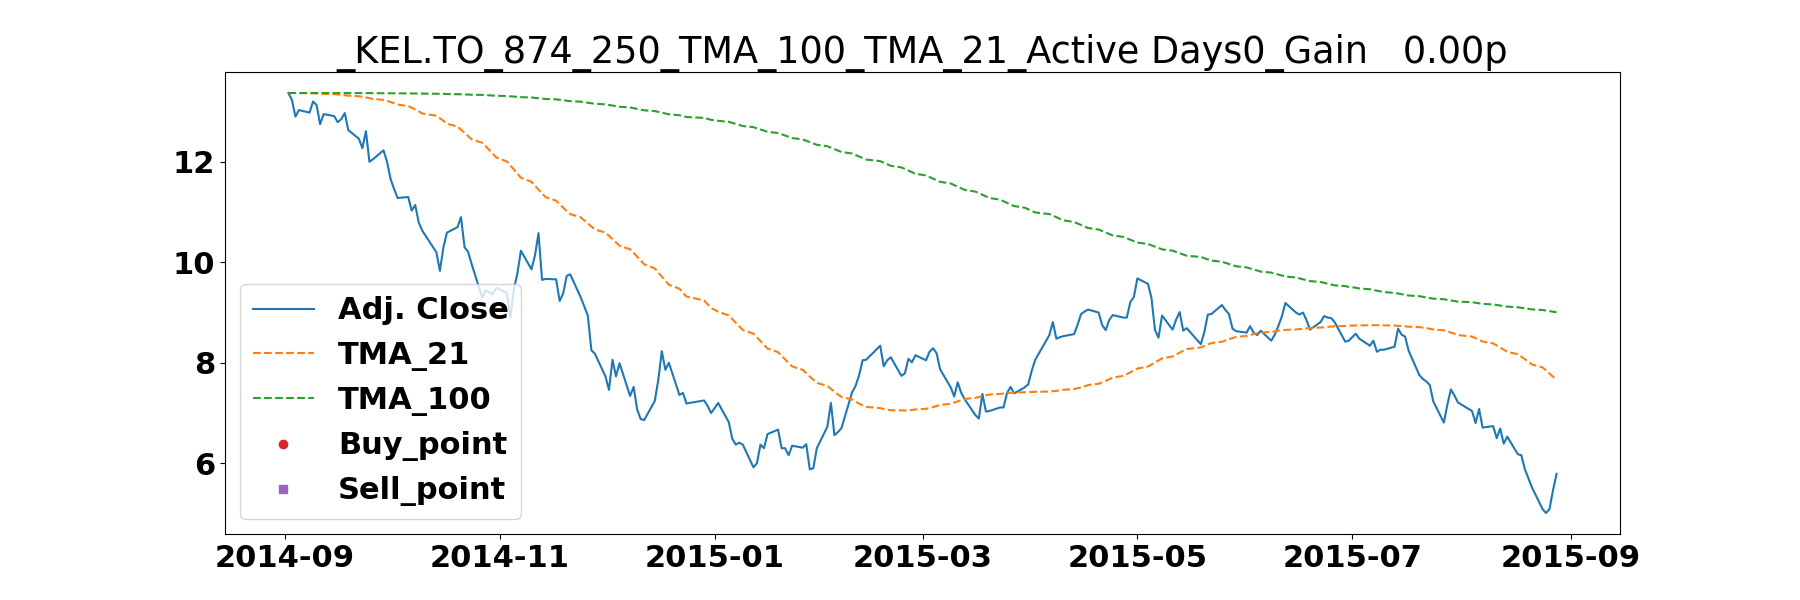 _KEL.TO_874_250_TMA_100_TMA_21_Active Days0_Gain   0.00p
12
10
8
6
Adj. Close
TMA_21
TMA_100
Buy_point
Sell_point
2014-09 2014-11 2015-01 2015-03 2015-05 2015-07 2015-09